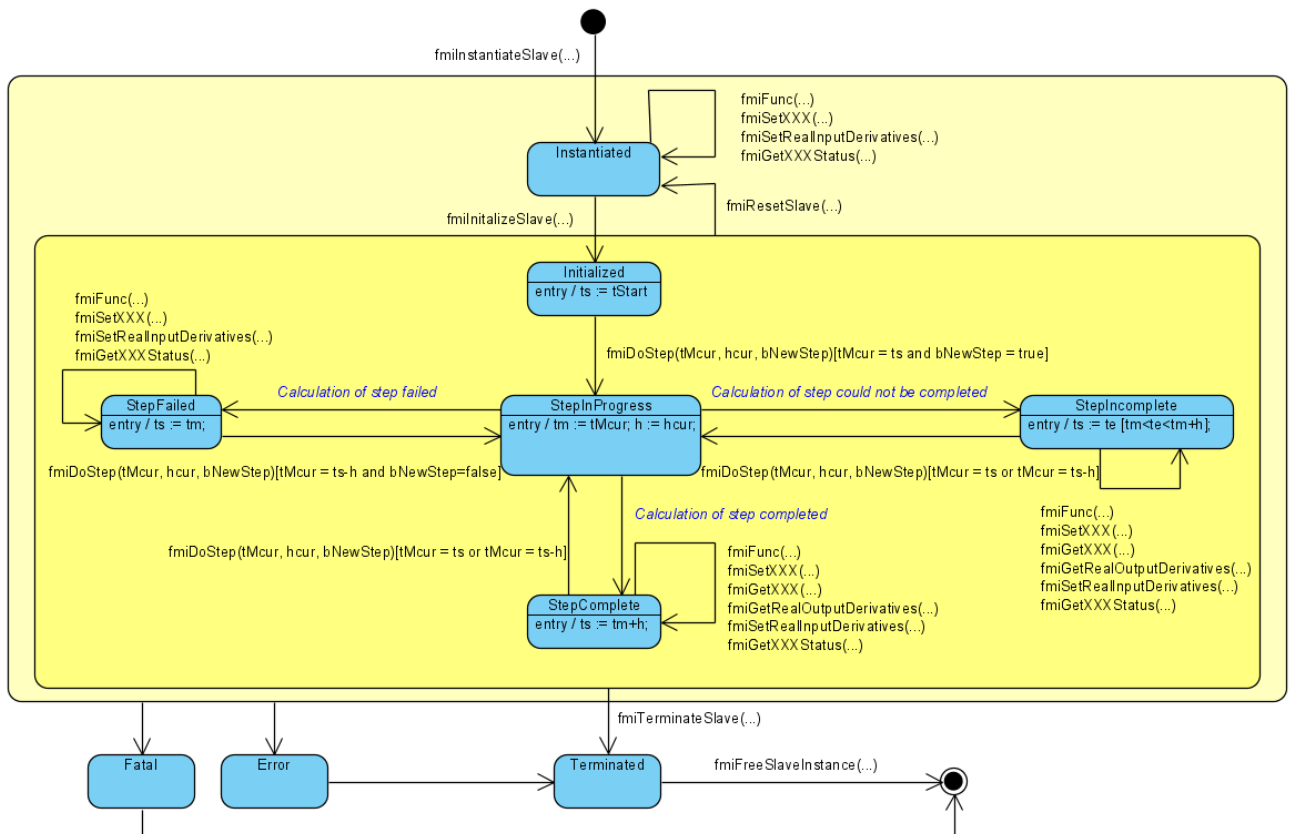 fmiInstantiateSlave(...)
fmiFunc(...)
fmiSetXXX(...)
fmiSetRealInputDerivatives(...)
fmiGetXXXStatus(...)
Instantiated
fmiResetSlave(...)
fmiInitalizeSlave(...)
Initialized
entry / ts := tStart
fmiFunc(...)
fmiSetXXX(...)
fmiSetRealInputDerivatives(...)
fmiGetXXXStatus(...)
fmiDoStep(tMcur, hcur, bNewStep)[tMcur = ts and bNewStep = true]
Calculation of step failed
Calculation of step could not be completed
StepFailed
entry / ts := tm;
StepInProgress
entry / tm := tMcur; h := hcur;
StepIncomplete
entry / ts := te [tm<te<tm+h];
fmiDoStep(tMcur, hcur, bNewStep)[tMcur = ts-h and bNewStep=false]
fmiDoStep(tMcur, hcur, bNewStep)[tMcur = ts or tMcur = ts-h]
Calculation of step completed
fmiFunc(...)
fmiSetXXX(...)
fmiGetXXX(...)
fmiGetRealOutputDerivatives(...)
fmiSetRealInputDerivatives(...)
fmiGetXXXStatus(...)
fmiDoStep(tMcur, hcur, bNewStep)[tMcur = ts or tMcur = ts-h]
fmiFunc(...)
fmiSetXXX(...)
fmiGetXXX(...)
fmiGetRealOutputDerivatives(...)
fmiSetRealInputDerivatives(...)
fmiGetXXXStatus(...)
StepComplete
entry / ts := tm+h;
fmiTerminateSlave(...)
Fatal
Error
Terminated
fmiFreeSlaveInstance(...)